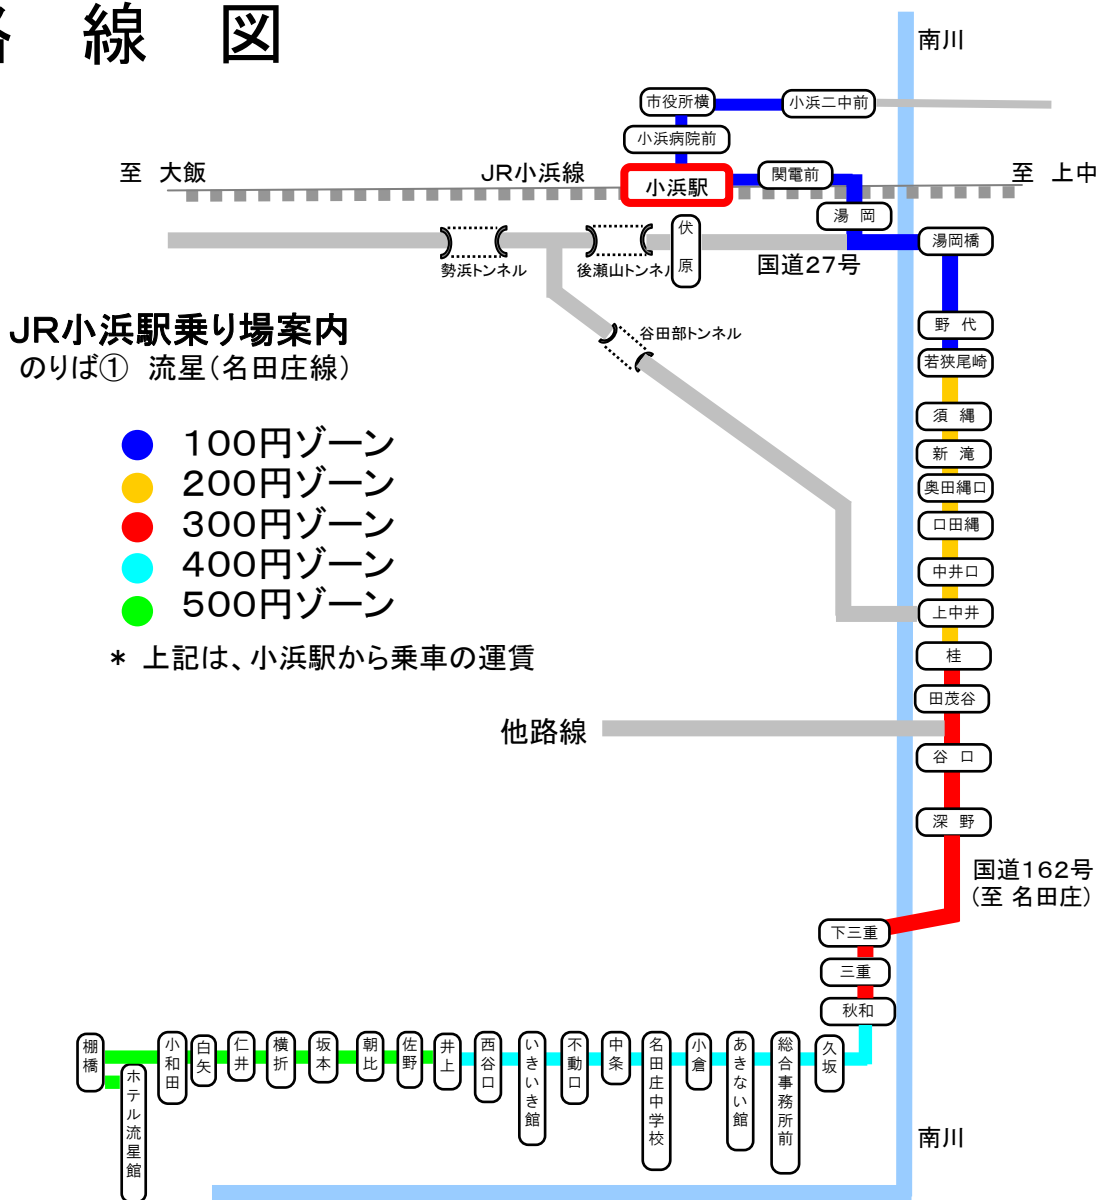 線 図
南川
市役所横
小浜二中前
小浜病院前
至 大飯
JR小浜線
小浜駅
関電前
至 上中
湯 岡
伏原
湯岡橋
勢浜トンネル
後瀬山トンネル
国道27号
JR小浜駅乗り場案内
のりば① 流星(名田庄線)
谷田部トンネル
野 代
若狭尾崎
須 縄
新 滝
奥田縄口
口田縄
中井口
上中井
桂
田茂谷
谷 口
深 野
100円ゾーン
200円ゾーン
300円ゾーン
400円ゾーン
500円ゾーン
* 上記は、小浜駅から乗車の運賃
他路線
国道162号
(至 名田庄)
下三重
三重
秋和
棚橋
ホテル流星館
小和田
白矢
仁井
横折
坂本
朝比
佐野
井上
西谷口
いきいき館
不動口
中条
名田庄中学校
小倉
あきない館
総合事務所前
久坂
南川